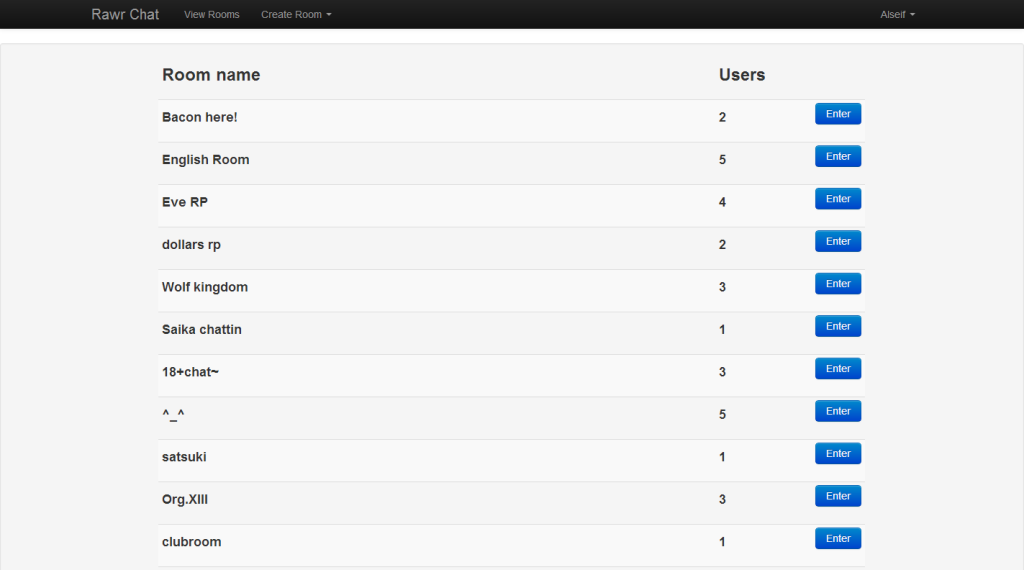 Rawr Chat View Rooms Create Room Alseif
Room name Users
Bacon here! 2 Enter
English Room 5 Enter
Eve RP 4 Enter
dollars rp 2 Enter
Wolf kingdom 3 Enter
Saika chattin 1 Enter
18+chat~ 3 Enter
^_^ 5 Enter
satsuki 1 Enter
Org.XIII 3 Enter
clubroom 1 Enter